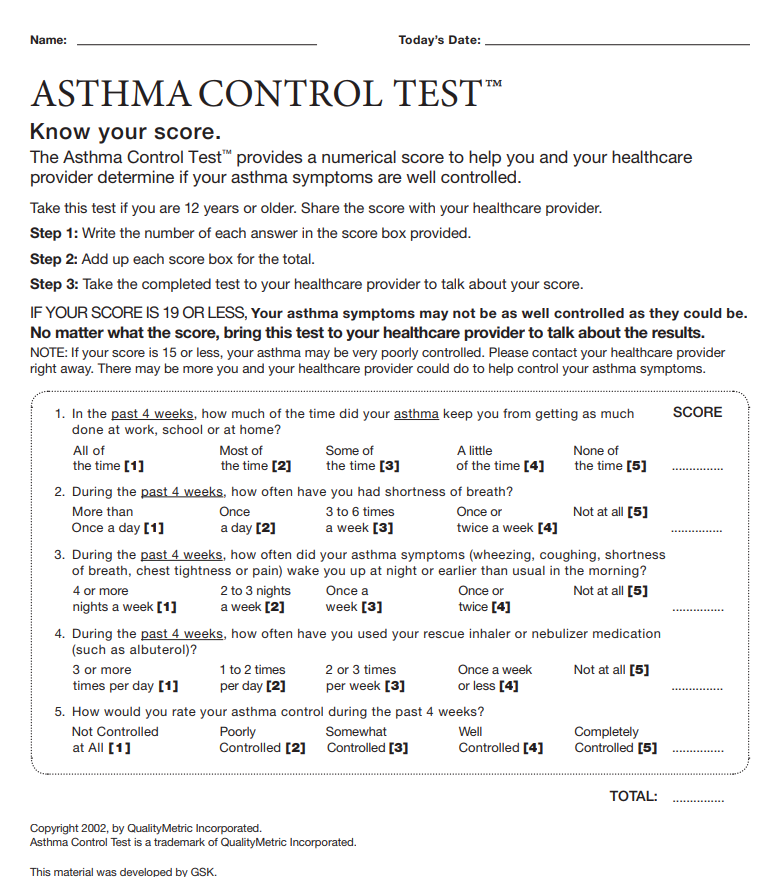 Name: Today's Date:
ASTHMA CONTROL TEST™
Know your score.
The Asthma Control Test™ provides a numerical score to help you and your healthcare
provider determine if your asthma symptoms are well controlled.
Take this test if you are 12 years or older. Share the score with your healthcare provider.
Step 1: Write the number of each answer in the score box provided.
Step 2: Add up each score box for the total.
Step 3: Take the completed test to your healthcare provider to talk about your score.
IF YOUR SCORE IS 19 OR LESS, Your asthma symptoms may not be as well controlled as they could be.
No matter what the score, bring this test to your healthcare provider to talk about the results.
NOTE: If your score is 15 or less, your asthma may be very poorly controlled. Please contact your healthcare provider
right away. There may be more you and your healthcare provider could do to help control your asthma symptoms.
1. In the past 4 weeks, how much of the time did your asthma keep you from getting as much SCORE
done at work, school or at home?
All of Most of Some of A little None of
the time [1] the time [2] the time [3] of the time [4] the time [5] ...............
2. During the past 4 weeks, how often have you had shortness of breath?
More than Once 3 to 6 times Once or Not at all [5]
Once a day [1] a day [2] a week [3] twice a week [4] ...............
3. During the past 4 weeks, how often did your asthma symptoms (wheezing, coughing, shortness
of breath, chest tightness or pain) wake you up at night or earlier than usual in the morning?
4 or more 2 to 3 nights Once a Once or Not at all [5]
nights a week [1] a week [2] week [3] twice [4] ...............
4. During the past 4 weeks, how often have you used your rescue inhaler or nebulizer medication
(such as albuterol)?
3 or more 1 to 2 times 2 or 3 times Once a week Not at all [5]
times per day [1] per day [2] per week [3] or less [4] ...............
5. How would you rate your asthma control during the past 4 weeks?
Not Controlled Poorly Somewhat Well Completely
at All [1] Controlled [2] Controlled [3] Controlled [4] Controlled [5] ...............
TOTAL: ...............
Copyright 2002, by QualityMetric Incorporated.
Asthma Control Test is a trademark of QualityMetric Incorporated.
This material was developed by GSK.